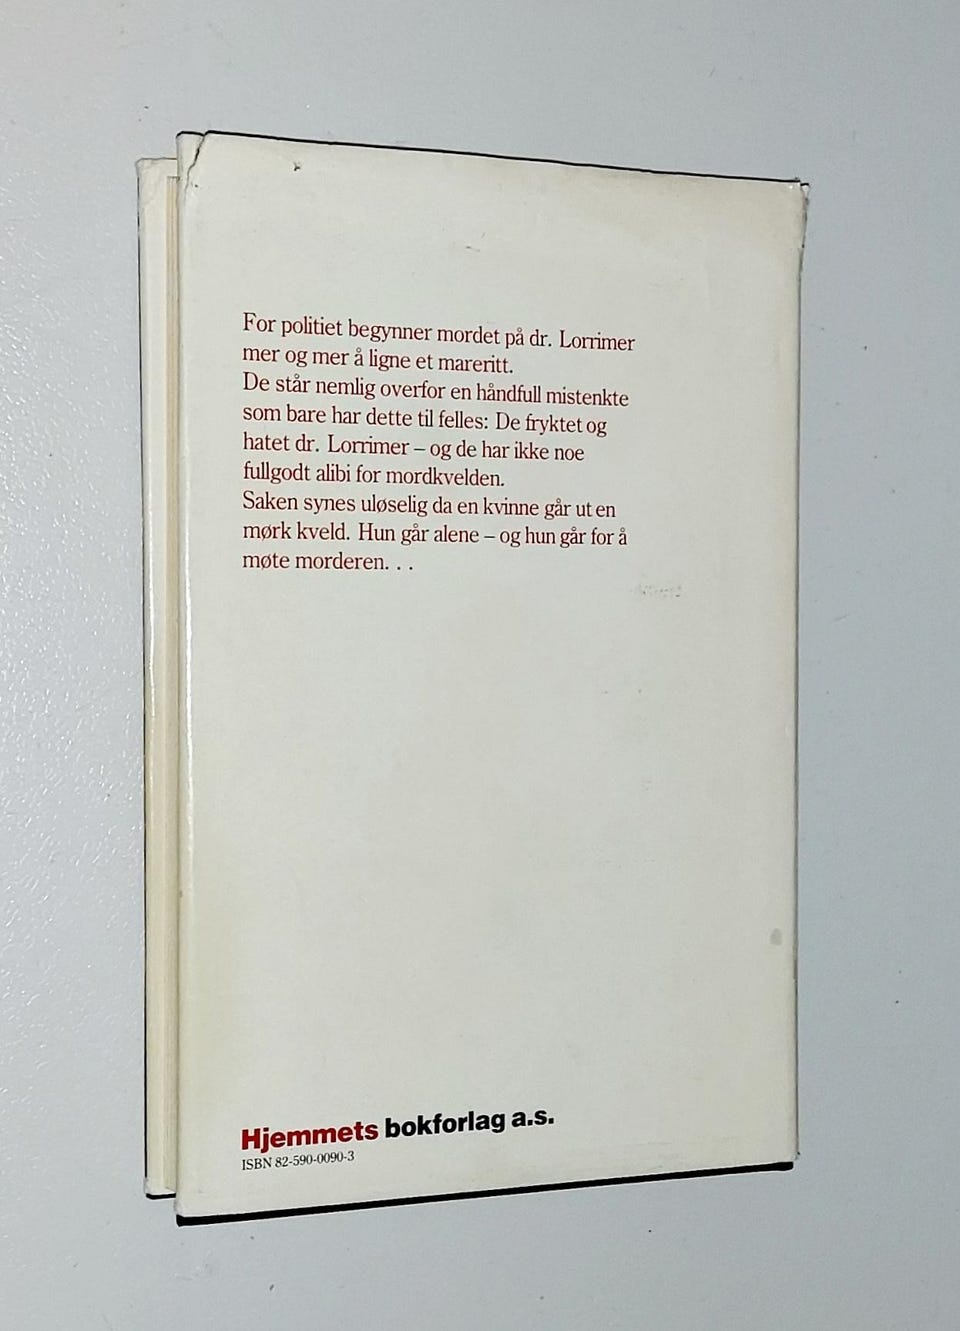 For politiet begynner mordet på dr. Lorrimer
mer og mer å ligne et mareritt.
De står nemlig overfor en håndfull mistenkte
som bare har dette til felles: De fryktet og
hatet dr. Lorrimer – og de har ikke noe
fullgodt alibi for mordkvelden.
Saken synes uløselig da en kvinne går ut en
mørk kveld. Hun går alene – og hun går for å
møte morderen. . .
Hjemmets bokforlag a.s.
ISBN 82-590-0090-3